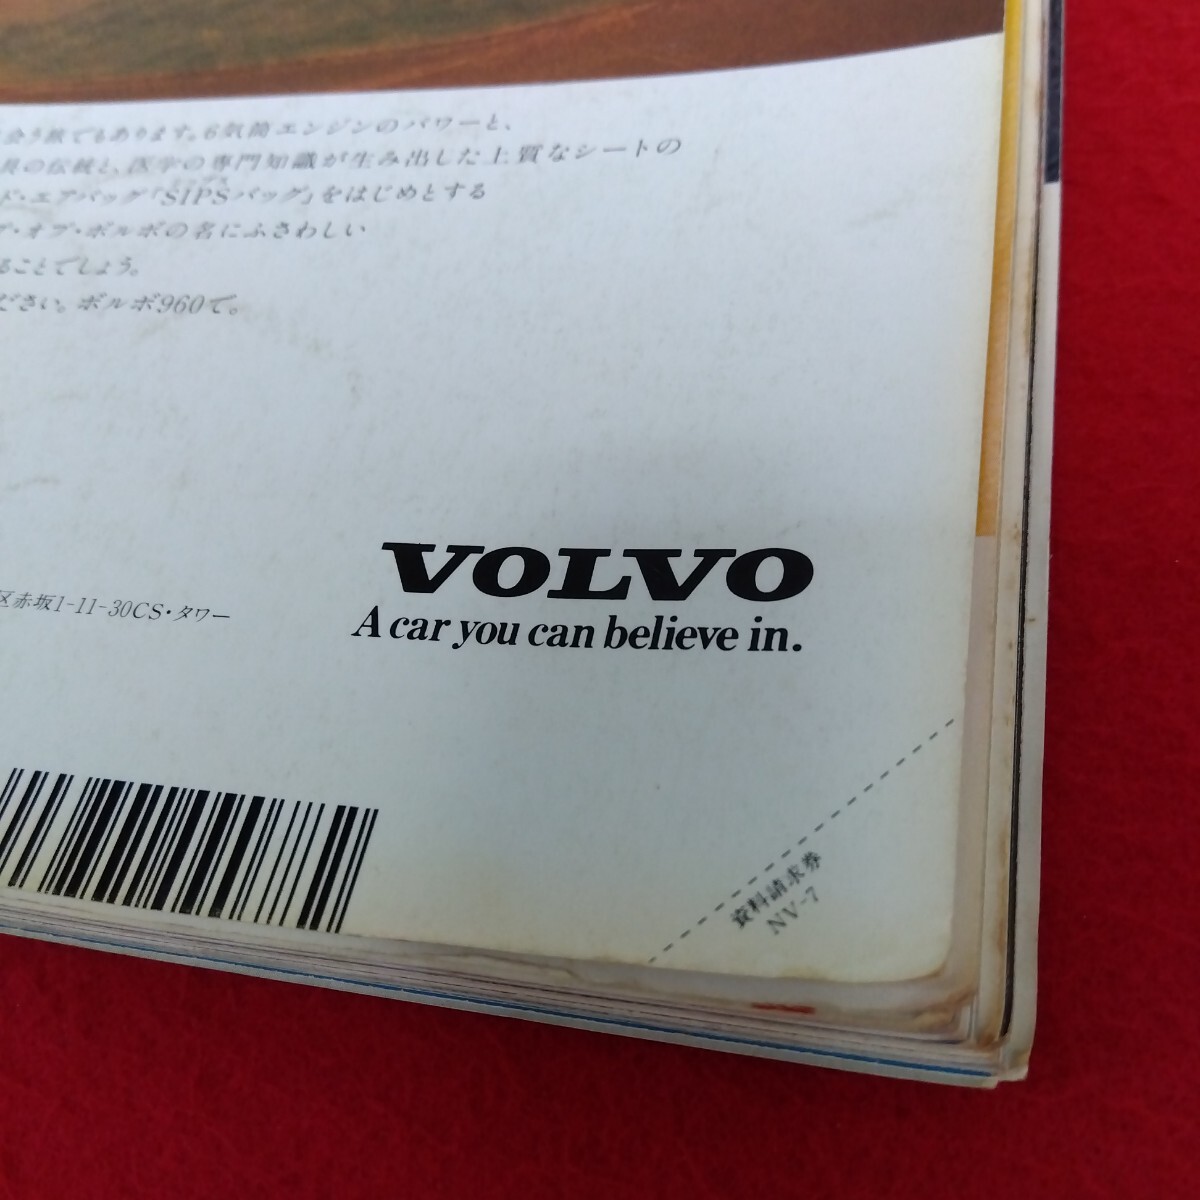 会う旅でもあります。6気筒エンジンのパワーと、
具の伝統と、医学の専門知識が生み出した上質なシートの
ド・エアバッグ「SIPSバッグ」をはじめとする
ブ・オブ・ボルボの名にふさわしい
ることでしょう。
ださい。ボルボ960で。
VOLVO
A car you can believe in.
区赤坂1-11-30CS・タワー
資料請求券
NV-7